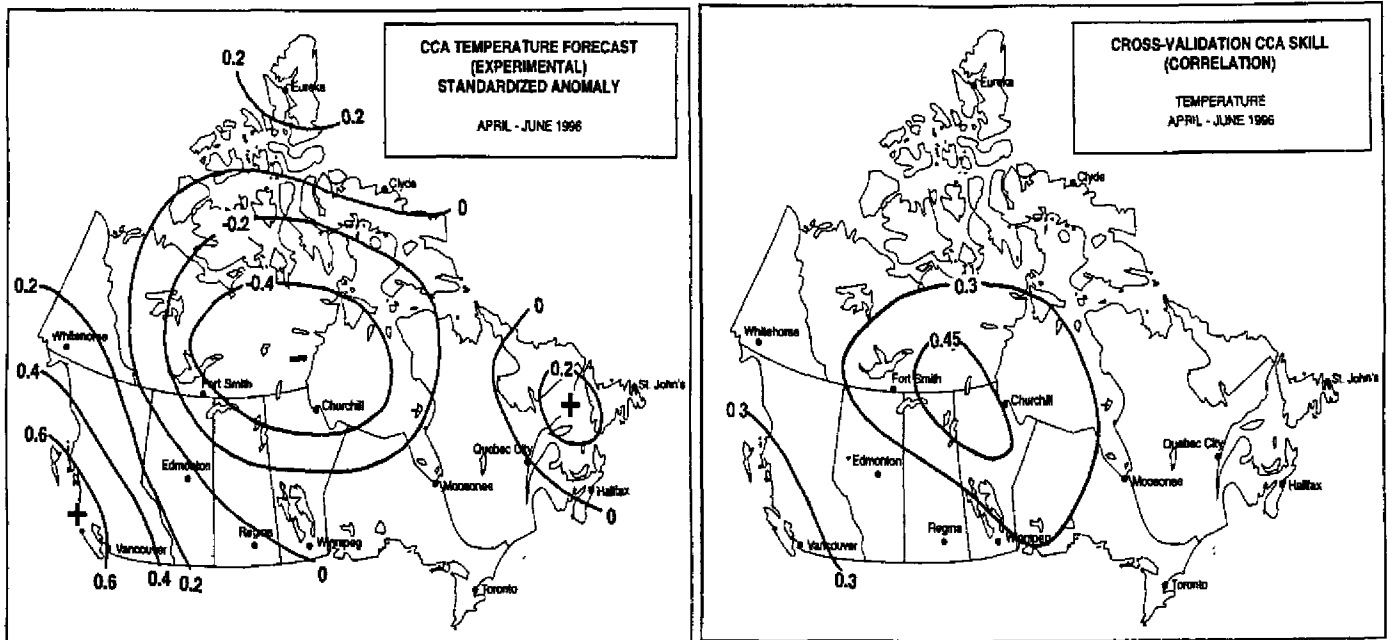 CCA TEMPERATURE FORECAST
(EXPERIMENTAL)
STANDARDIZED ANOMALY
APRIL - JUNE 1996
0.2
Eureka
0.2
Clyde
0
-0.2
-0.4
0.2
0
Whitehorse
0.4
Fort Smith
0.2
St. John's
Churchill
0.6
Quebec City
Edmonton
Moosonee
Halifax
0
Regina
Winnipeg
Vancouver
0.6
0.4
0.2
0
Toronto
CROSS-VALIDATION CCA SKILL
(CORRELATION)
TEMPERATURE
APRIL - JUNE 1996
Eureka
Clyde
0.3
Whitehorse
0.45
Fort Smith
St. John's
Churchill
0.3
Quebec City
Edmonton
Moosonee
Halifax
Regina
Winnipeg
Vancouver
0.3
Toronto